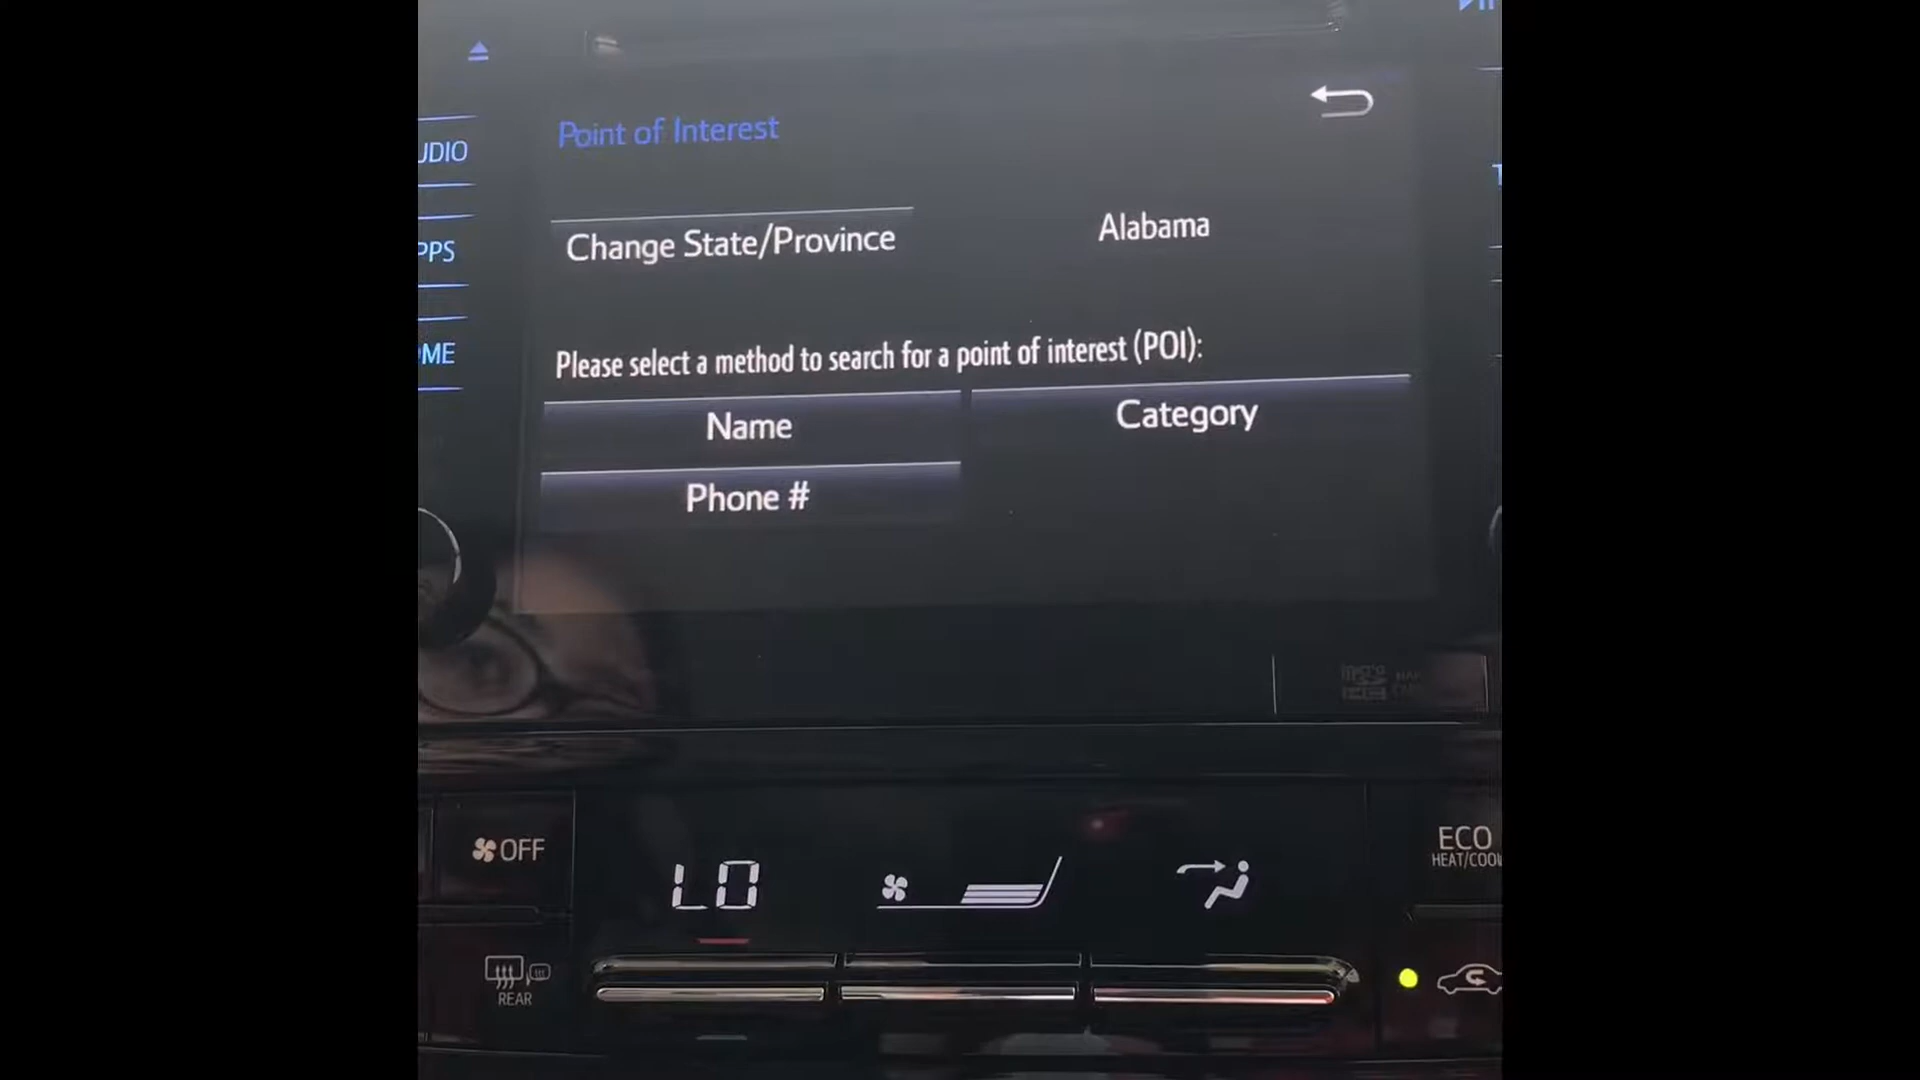 UDIO
PPS
ME
Point of Interest
Change State/Province
Alabama
Please select a method to search for a point of interest (POI):
Name
Category
Phone #
OFF
LO
ECO
HEAT/COO
REAR